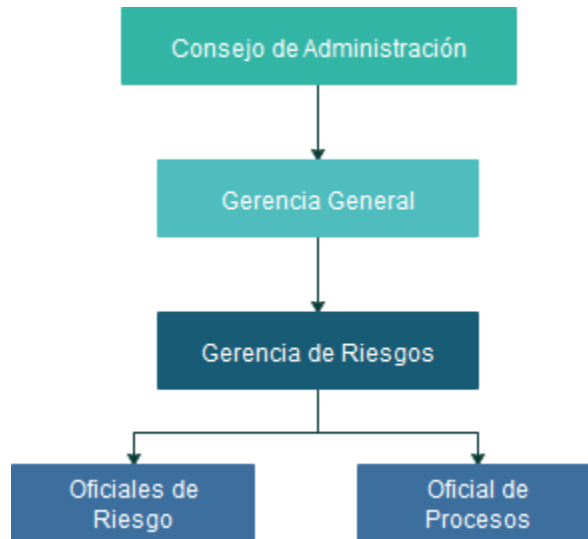 Consejo de Administración
Gerencia General
Gerencia de Riesgos
Oficiales de
Riesgo
Oficial de
Procesos